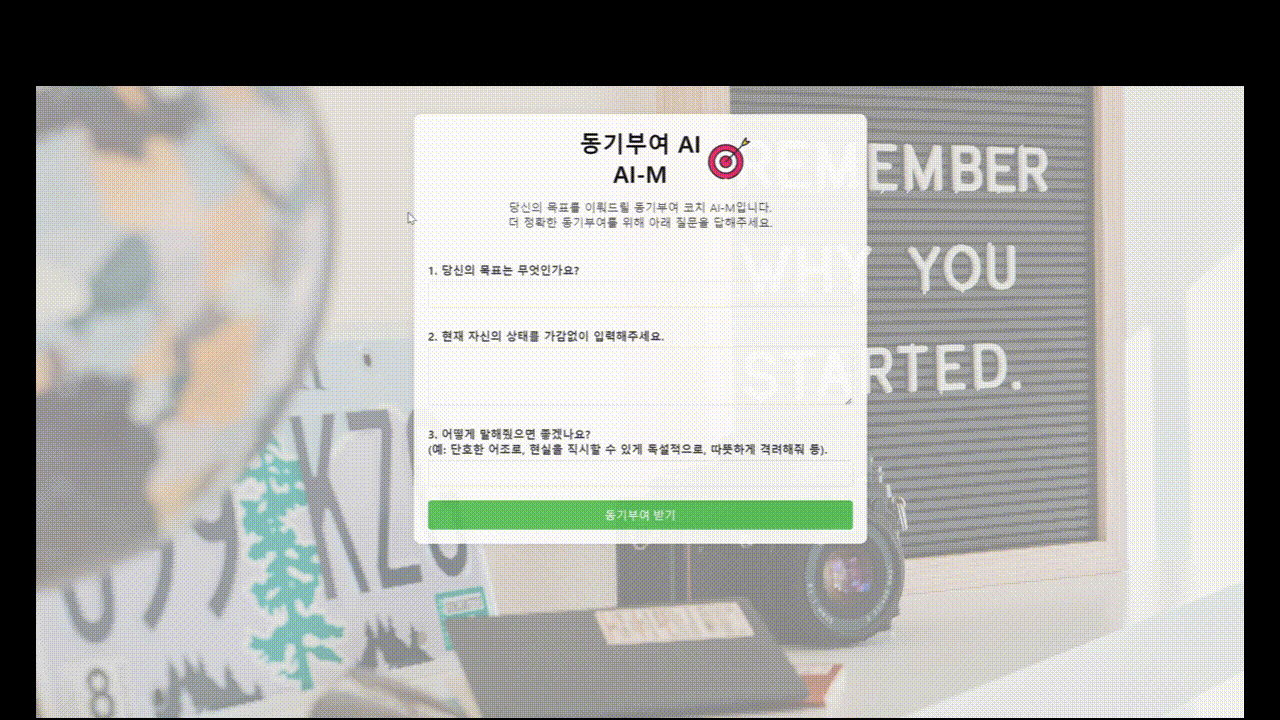 동기부여 AI
AI-M
당신의 목표를 이뤄드릴 동기부여 코치 AI-M입니다.
더 정확한 동기부여를 위해 아래 질문을 답해주세요.
1. 당신의 목표는 무엇인가요?
2. 현재 자신의 상태를 가감없이 입력해주세요.
3. 어떻게 말해줬으면 좋겠나요?
(예: 단호한 어조로, 현실을 직시할 수 있게 독설적으로, 따뜻하게 격려해줘 등).
동기부여 받기
REMEMBER
WHY YOU
STARTED.
8